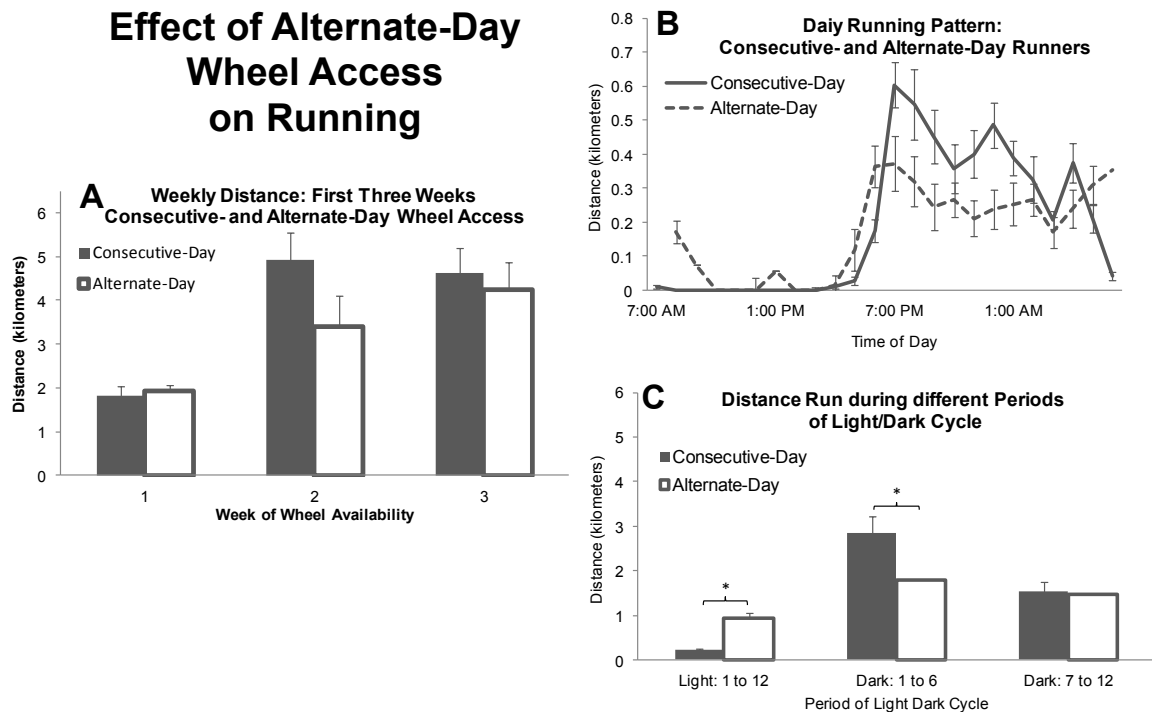 Effect of Alternate-Day
Wheel Access
on Running
A
Weekly Distance: First Three Weeks
Consecutive- and Alternate-Day Wheel Access
Consecutive-Day
Alternate-Day
Distance (kilometers)
6
5
4
3
2
1
0
1
2
3
Week of Wheel Availability
B
Daiy Running Pattern:
Consecutive- and Alternate-Day Runners
Consecutive-Day
Alternate-Day
Distance (kilometers)
0.8
0.7
0.6
0.5
0.4
0.3
0.2
0.1
0
7:00 AM
1:00 PM
7:00 PM
1:00 AM
Time of Day
C
Distance Run during different Periods
of Light/Dark Cycle
Consecutive-Day
Alternate-Day
Distance (kilometers)
6
5
4
3
2
1
0
*
*
Light: 1 to 12
Dark: 1 to 6
Dark: 7 to 12
Period of Light Dark Cycle